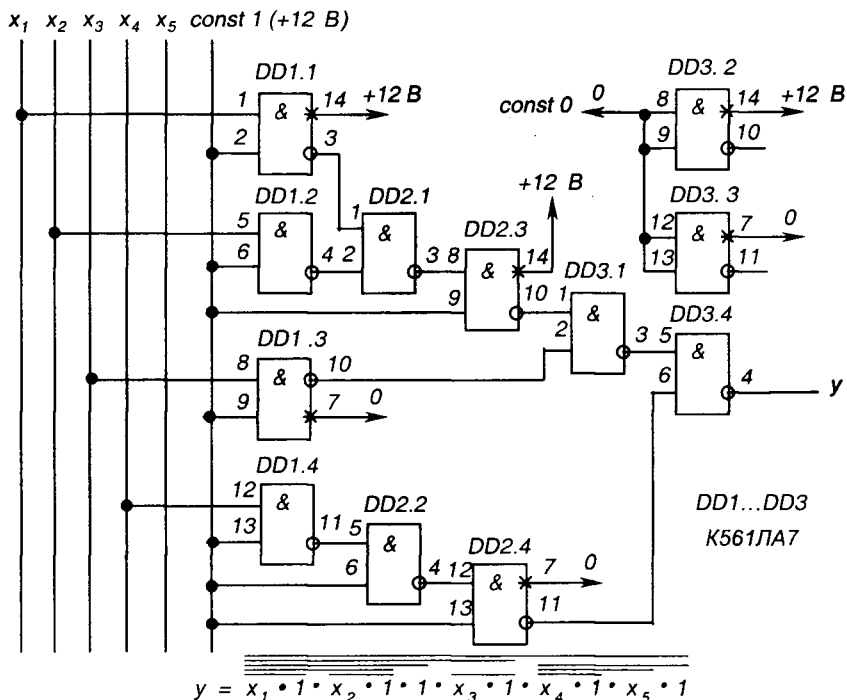 x1 x2 x3 x4 x5 const 1 (+12 В)
DD1.1
1 & 14 +12 В
2 3
DD1.2
5 &
6 4
DD2.1
1 &
2 3
DD2.3
+12 В
8 & 14
9 10
DD3.1
1 &
2 3
const 0 0
DD3.2
8 & 14 +12 В
9 10
DD3.3
12 & 7 0
13 11
DD3.4
5 &
6 4 y
DD1.3
8 & 10
9 7 0
DD1.4
12 &
13 11
DD2.2
5 &
6 4
DD2.4
12 & 7 0
13 11
DD1...DD3
К561ЛА7
y = x1 • 1 • x2 • 1 • 1 • x3 • 1 • x4 • 1 • x5 • 1